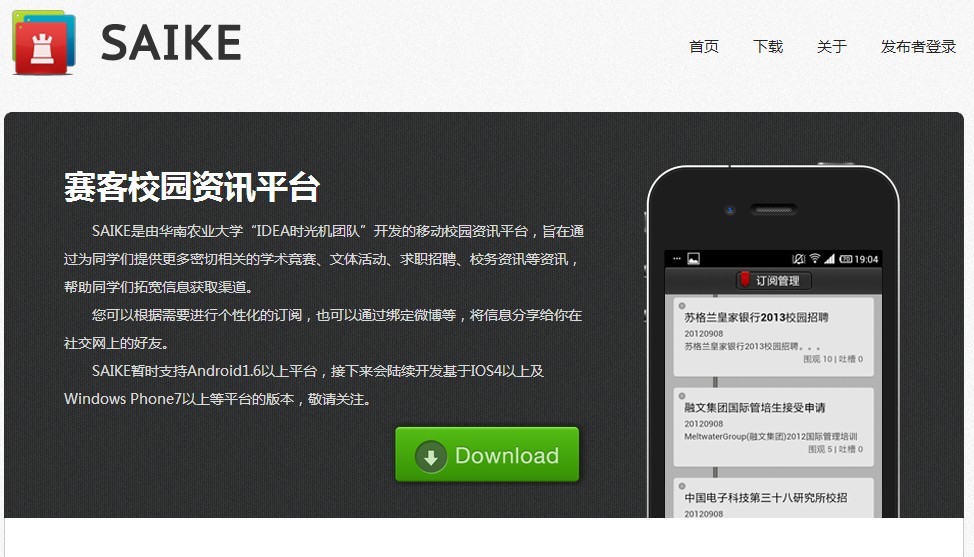 SAIKE
首页 下载 关于 发布者登录
赛客校园资讯平台
SAIKE是由华南农业大学“IDEA时光机团队”开发的移动校园资讯平台，旨在通
过为同学们提供更多密切相关的学术竞赛、文体活动、求职招聘、校务资讯等资讯，
帮助同学们拓宽信息获取渠道。
您可以根据需要进行个性化的订阅，也可以通过绑定微博等，将信息分享给你在
社交网上的好友。
SAIKE暂时支持Android1.6以上平台，接下来会陆续开发基于IOS4以上及
Windows Phone7以上等平台的版本，敬请关注。
Download
19:04
订阅管理
苏格兰皇家银行2013校园招聘
20120908
苏格兰皇家银行2013校园招聘。。。
围观 10 | 吐槽 0
融文集团国际管培生接受申请
20120908
MeltwaterGroup(融文集团)2012国际管理培训
围观 5 | 吐槽 0
中国电子科技第三十八研究所校招
20120908